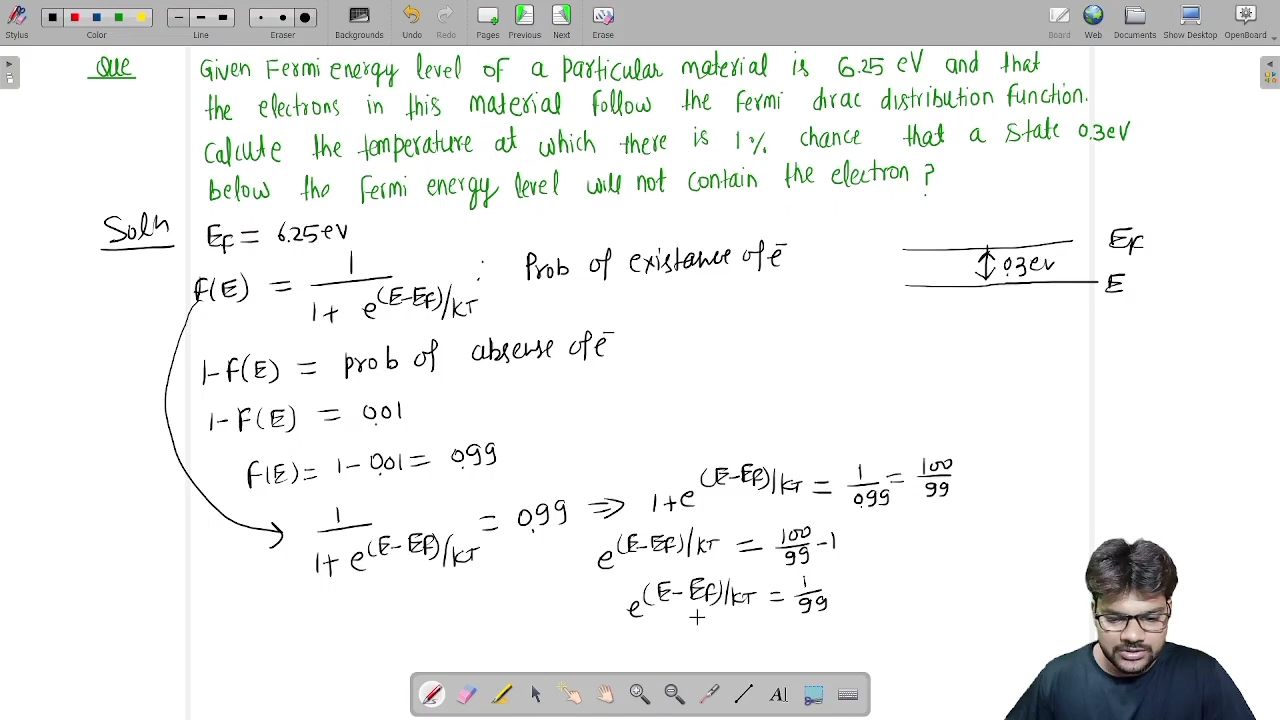 Stylus Color Line Eraser Backgrounds Undo Redo Pages Previous Next Erase Board Web Documents Show Desktop OpenBoard
Que Given Fermi energy level of a particular material is 6.25 eV and that
the electrons in this material follow the fermi dirac distribution function.
Calcute the temperature at which there is 1% chance that a state 0.3eV
below the Fermi energy level will not contain the electron?
Soln Ef = 6.25 eV
f(E) = 1/(1 + e^(E-Ef)/KT) : Prob of existance of e⁻
Ef
0.3 eV
E
1-f(E) = prob of absense of e⁻
1-F(E) = 0.01
f(E) = 1 - 0.01 = 0.99
1/(1 + e^(E-Ef)/KT) = 0.99 ⇒ 1+e^(E-Ef)/KT = 1/0.99 = 100/99
e^(E-Ef)/KT = 100/99 - 1
e^(E-Ef)/KT = 1/99
AI